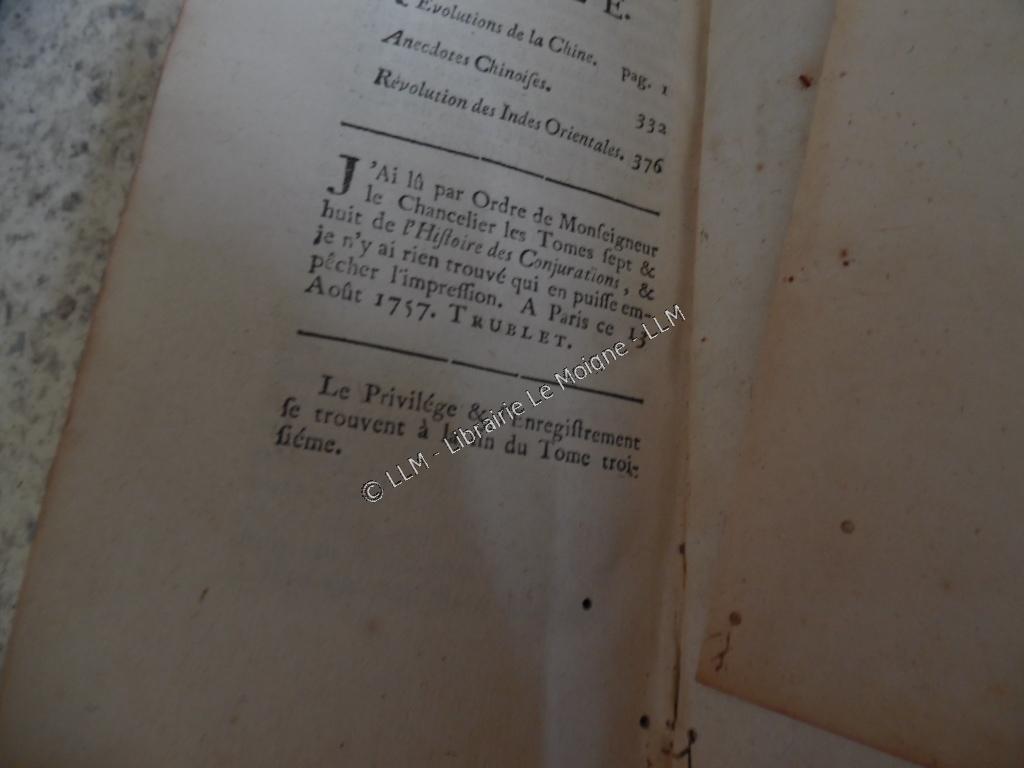 E.
Evolutions de la Chine. pag. 1
Anecdotes Chinoiſes. 332
Révolution des Indes Orientales. 376
J'Ai lû par Ordre de Monſeigneur
le Chancelier les Tomes ſept &
huit de l'Hiſtoire des Conjurations, &
je n'y ai rien trouvé qui en puiſſe em-
pêcher l'impreſſion. A Paris ce
Août 1757. TRUBLET.
Le Privilége & Enregiſtrement
ſe trouvent à la fin du Tome troi-
ſiéme.
© LLM - Librairie Le Moigne - LLM